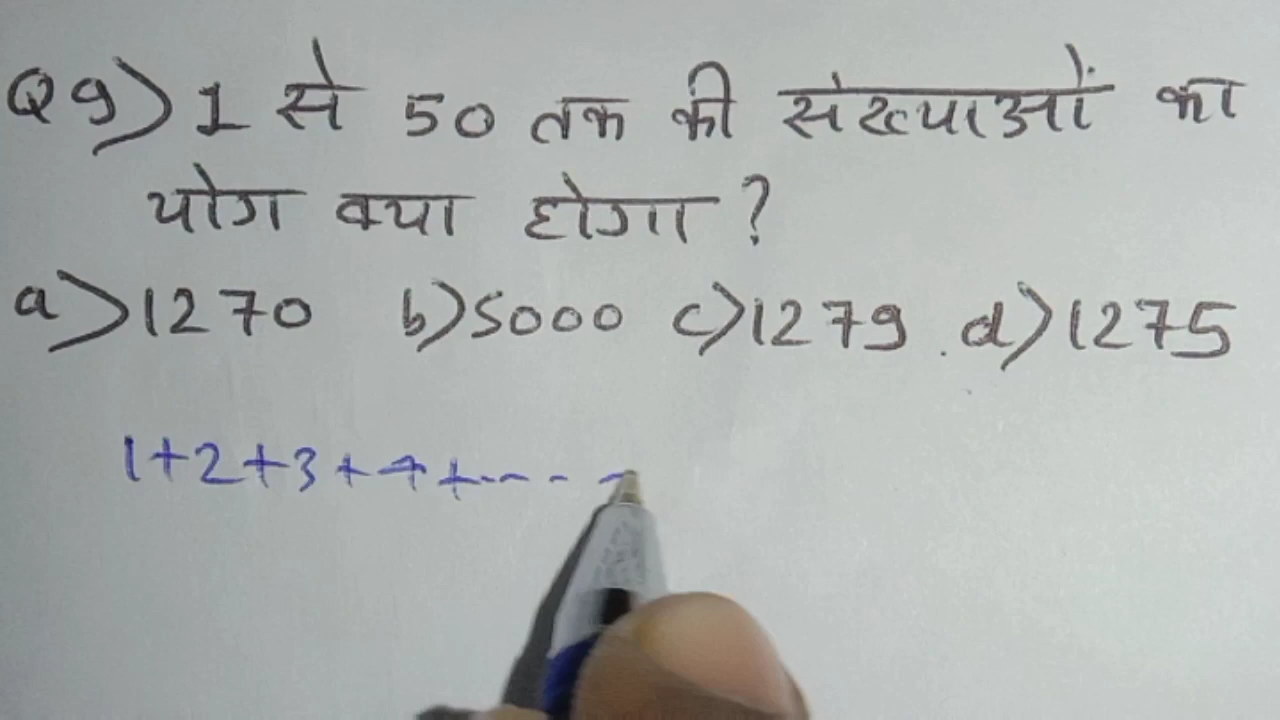 Q9) 1 से 50 तक की संख्याओं का
योग क्या होगा ?
a) 1270 b) 5000 c) 1279 . d) 1275
1+2+3+4+---- -